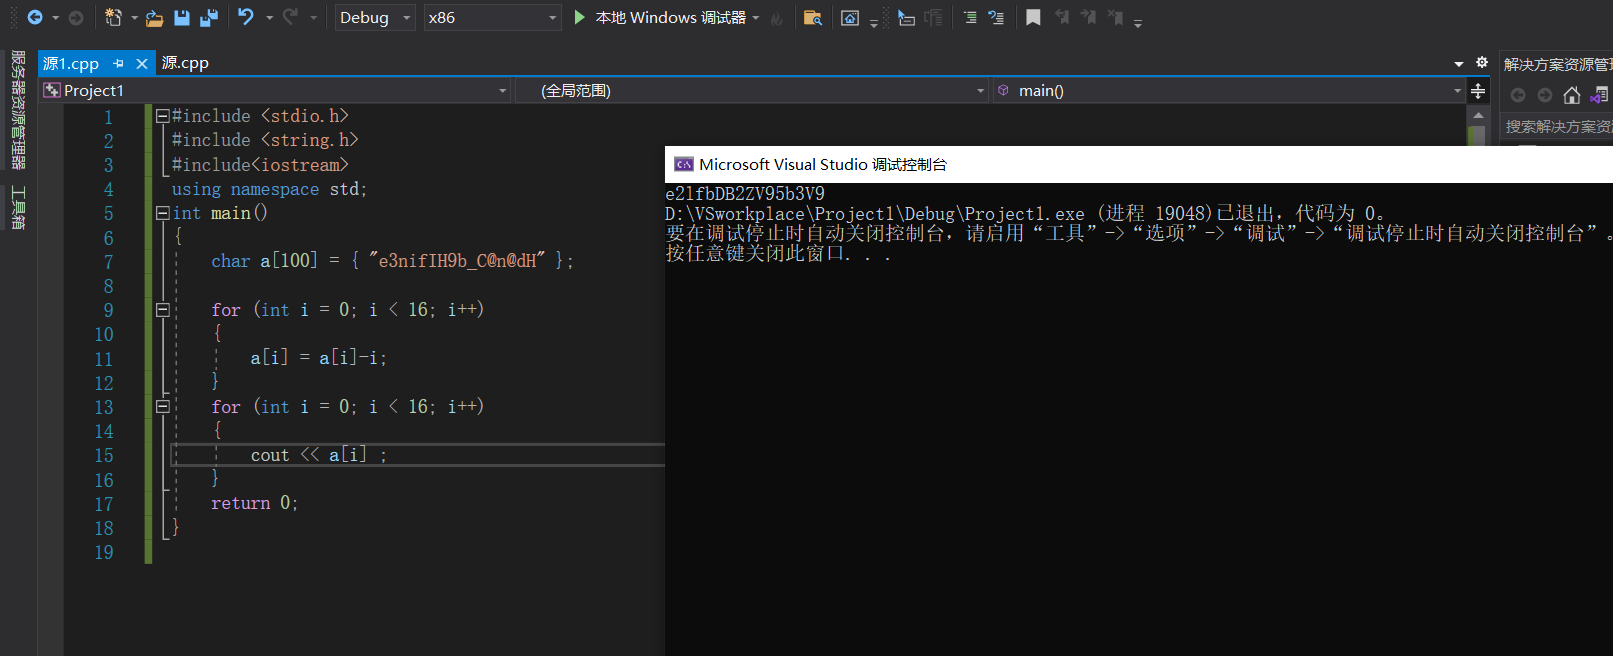 Debug x86 本地 Windows 调试器
服务器资源管理器
工具箱
源1.cpp 源.cpp
Project1 (全局范围) main()
1 #include <stdio.h>
2 #include <string.h>
3 #include<iostream>
4 using namespace std;
5 int main()
6 {
7 char a[100] = { "e3nifIH9b_C@n@dH" };
8
9 for (int i = 0; i < 16; i++)
10 {
11 a[i] = a[i]-i;
12 }
13 for (int i = 0; i < 16; i++)
14 {
15 cout << a[i] ;
16 }
17 return 0;
18 }
19
Microsoft Visual Studio 调试控制台
e2lfbDB2ZV95b3V9
D:\VSworkplace\Project1\Debug\Project1.exe (进程 19048)已退出，代码为 0。
要在调试停止时自动关闭控制台，请启用“工具”->“选项”->“调试”->“调试停止时自动关闭控制台”。
按任意键关闭此窗口. . .
解决方案资源管
搜索解决方案资